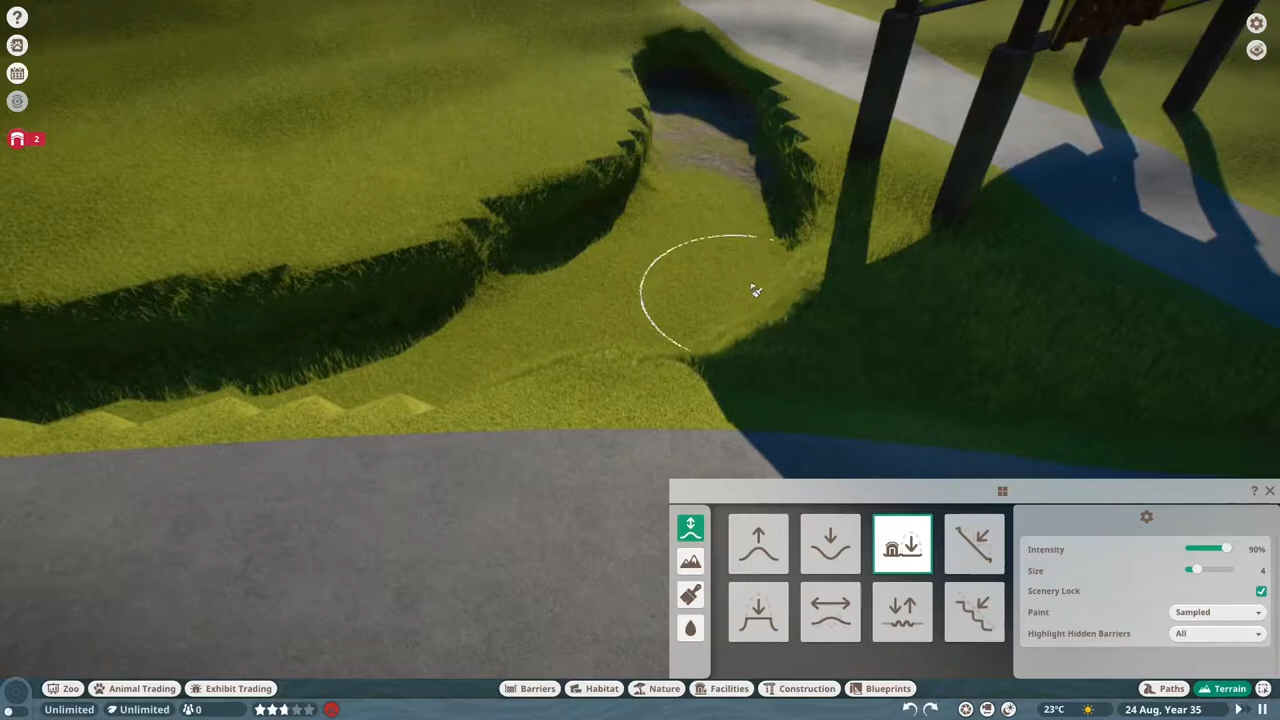 ?
2
? ×
Intensity 90%
Size 4
Scenery Lock
Paint Sampled
Highlight Hidden Barriers All
Zoo Animal Trading Exhibit Trading Barriers Habitat Nature Facilities Construction Blueprints Paths Terrain
Unlimited Unlimited 0 23°C 24 Aug, Year 35